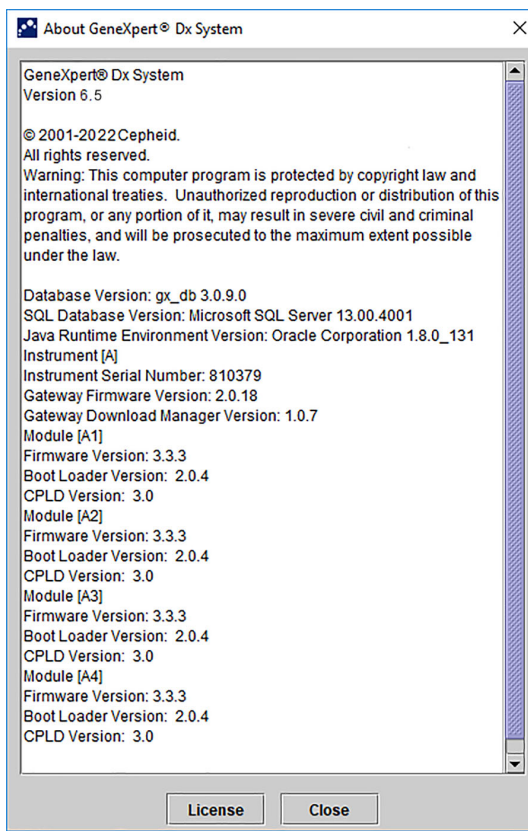 About GeneXpert® Dx System
GeneXpert® Dx System
Version 6.5
© 2001-2022 Cepheid.
All rights reserved.
Warning: This computer program is protected by copyright law and
international treaties.  Unauthorized reproduction or distribution of this
program, or any portion of it, may result in severe civil and criminal
penalties, and will be prosecuted to the maximum extent possible
under the law.
Database Version: gx_db 3.0.9.0
SQL Database Version: Microsoft SQL Server 13.00.4001
Java Runtime Environment Version: Oracle Corporation 1.8.0_131
Instrument [A]
Instrument Serial Number: 810379
Gateway Firmware Version: 2.0.18
Gateway Download Manager Version: 1.0.7
Module [A1]
Firmware Version: 3.3.3
Boot Loader Version:  2.0.4
CPLD Version:  3.0
Module [A2]
Firmware Version: 3.3.3
Boot Loader Version:  2.0.4
CPLD Version:  3.0
Module [A3]
Firmware Version: 3.3.3
Boot Loader Version:  2.0.4
CPLD Version:  3.0
Module [A4]
Firmware Version: 3.3.3
Boot Loader Version:  2.0.4
CPLD Version:  3.0
License Close